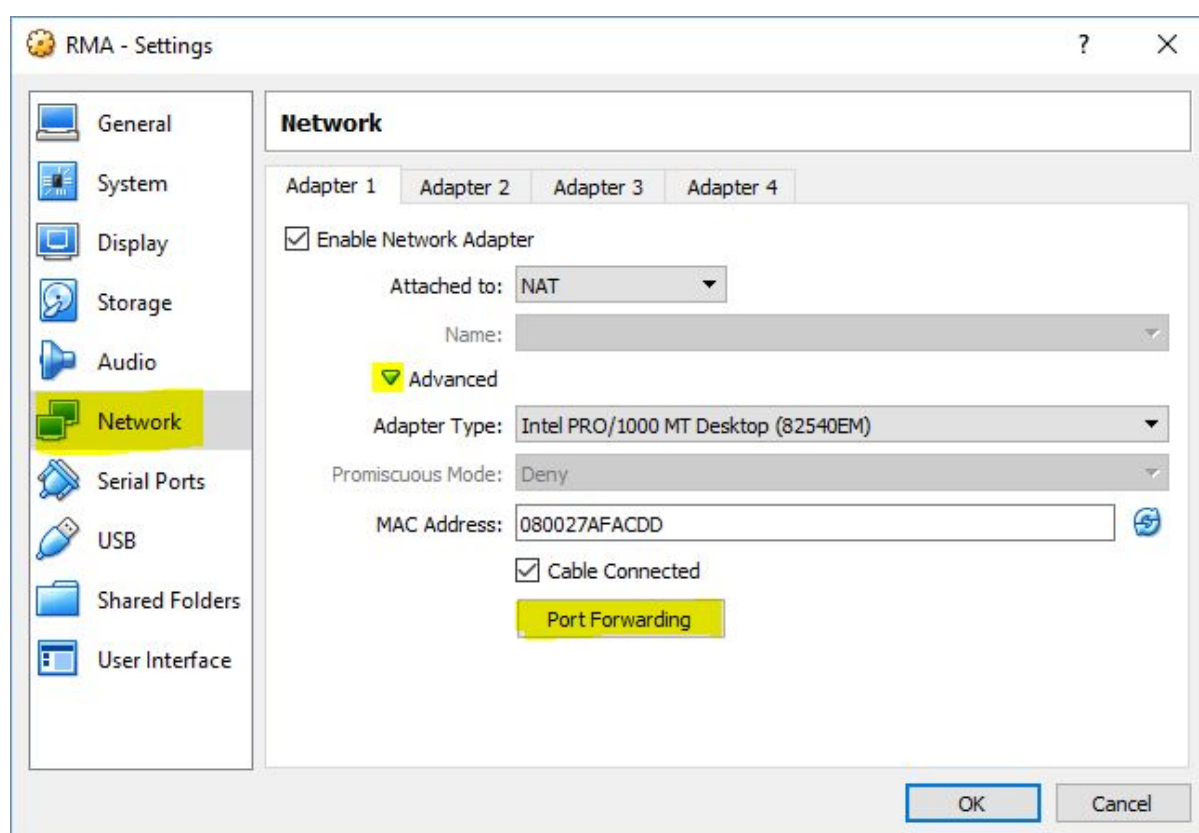 RMA - Settings
?
General
System
Display
Storage
Audio
Network
Serial Ports
USB
Shared Folders
User Interface
Network
Adapter 1 Adapter 2 Adapter 3 Adapter 4
Enable Network Adapter
Attached to: NAT
Name:
Advanced
Adapter Type: Intel PRO/1000 MT Desktop (82540EM)
Promiscuous Mode: Deny
MAC Address: 080027AFACDD
Cable Connected
Port Forwarding
OK Cancel